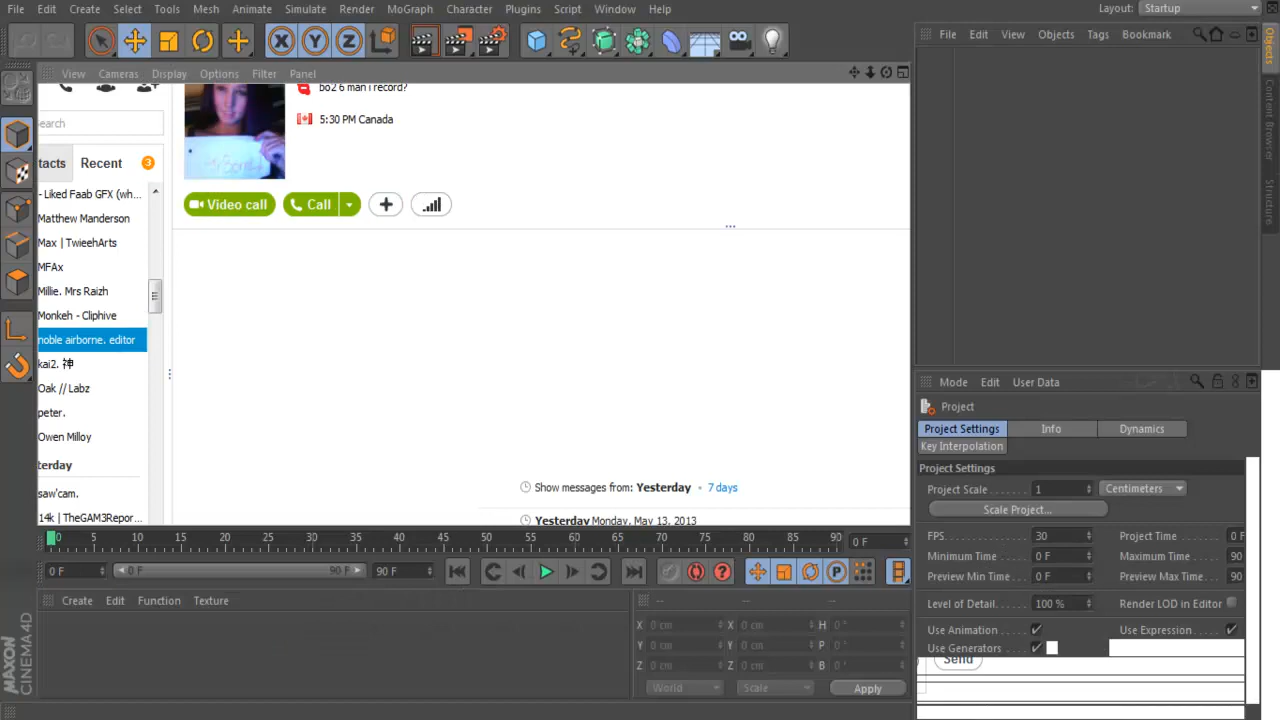 File Edit Create Select Tools Mesh Animate Simulate Render MoGraph Character Plugins Script Window Help
Layout: Startup
File Edit View Objects Tags Bookmark
Objects
Content Browser
Structure
View Cameras Display Options Filter Panel
bo2 6 man i record?
5:30 PM Canada
earch
tacts Recent 3
Video call Call
- Liked Faab GFX (wh...
Matthew Manderson
Max | TwieehArts
MFAx
Millie. Mrs Raizh
Monkeh - Cliphive
noble airborne. editor
kai2. 神
Oak // Labz
peter.
Owen Milloy
terday
saw'cam.
14k | TheGAM3Repor...
Show messages from: Yesterday • 7 days
Yesterday Monday, May 13, 2013
0 5 10 15 20 25 30 35 40 45 50 55 60 65 70 75 80 85 90 0 F
0 F 0 F 90 F 90 F
Create Edit Function Texture
-- -- --
X 0 cm X 0 cm H 0 °
Y 0 cm Y 0 cm P 0 °
Z 0 cm Z 0 cm B 0 °
World Scale Apply
Mode Edit User Data
Project
Project Settings Info Dynamics
Key Interpolation
Project Settings
Project Scale 1 Centimeters
Scale Project...
FPS 30 Project Time 0 F
Minimum Time 0 F Maximum Time 90
Preview Min Time 0 F Preview Max Time 90
Level of Detail 100 % Render LOD in Editor
Use Animation Use Expression
Use Generators
Send
MAXON
CINEMA 4D